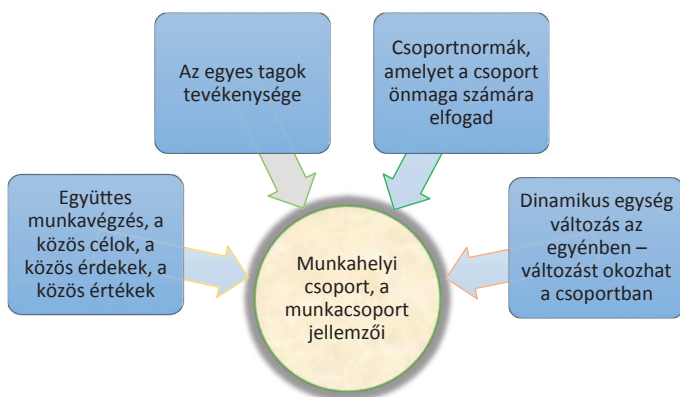 Az egyes tagok
tevékenysége
Csoportnormák,
amelyet a csoport
önmaga számára
elfogad
Együttes
munkavégzés, a
közös célok, a
közös érdekek, a
közös értékek
Dinamikus egység
változás az
egyénben –
változást okozhat
a csoportban
Munkahelyi
csoport, a
munkacsoport
jellemzői